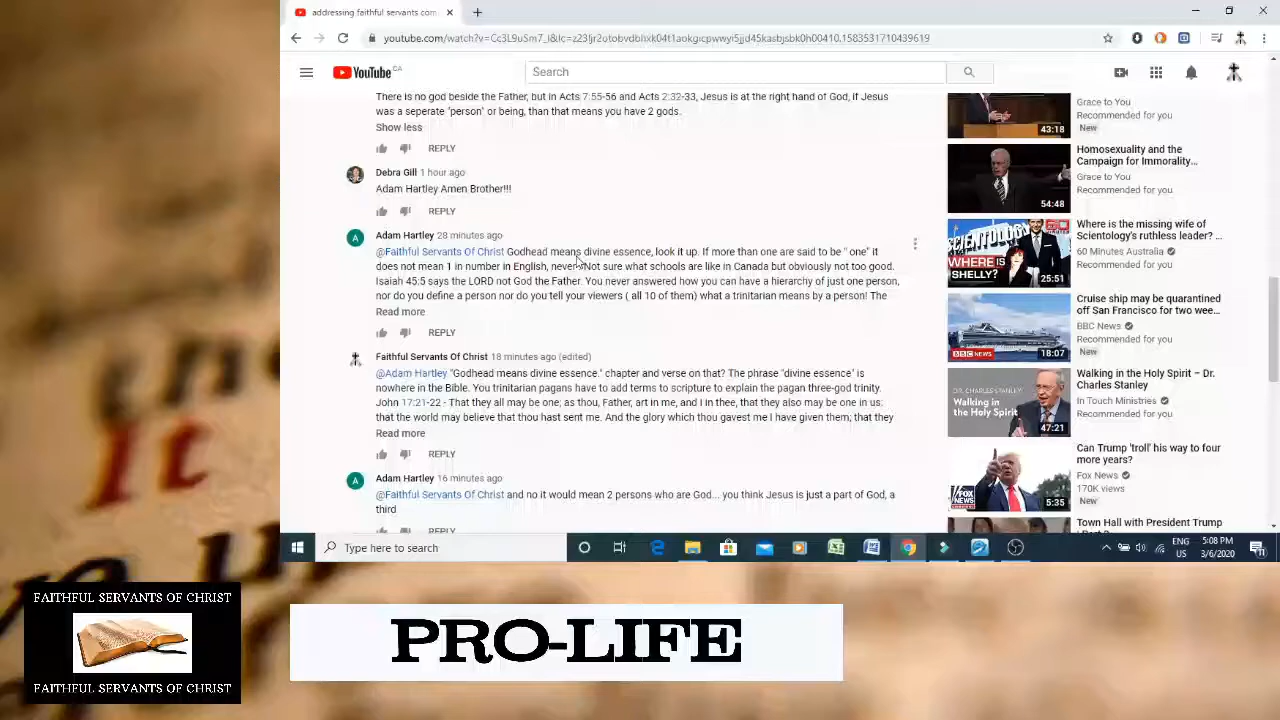 addressing faithful servants com
youtube.com/watch?v=Cc3L9uSm7_I&lc=
YouTube CA
Search
There is no god beside the Father, but in Acts 7:55-56 and Acts 2:32-33, Jesus is at the right hand of God, if Jesus
was a seperate "person" or being, than that means you have 2 gods.
Show less
REPLY
Debra Gill 1 hour ago
Adam Hartley Amen Brother!!!
REPLY
A
Adam Hartley 28 minutes ago
@Faithful Servants Of Christ Godhead means divine essence, look it up. If more than one are said to be " one" it
does not mean 1 in number in English, never. Not sure what schools are like in Canada but obviously not too good.
Isaiah 45:5 says the LORD not God the Father. You never answered how you can have a hierarchy of just one person,
nor do you define a person nor do you tell your viewers ( all 10 of them) what a trinitarian means by a person! The
Read more
REPLY
Faithful Servants Of Christ 18 minutes ago (edited)
@Adam Hartley "Godhead means divine essence." chapter and verse on that? The phrase "divine essence" is
nowhere in the Bible. You trinitarian pagans have to add terms to scripture to explain the pagan three-god trinity.
John 17:21-22 - That they all may be one; as thou, Father, art in me, and I in thee, that they also may be one in us:
that the world may believe that thou hast sent me. And the glory which thou gavest me I have given them; that they
Read more
REPLY
A
Adam Hartley 16 minutes ago
@Faithful Servants Of Christ and no it would mean 2 persons who are God... you think Jesus is just a part of God, a
third
REPLY
43:18
Grace to You
Recommended for you
New
54:48
Homosexuality and the
Campaign for Immorality...
Grace to You
Recommended for you
SCIENTOLOGY
WHERE IS
SHELLY?
25:51
Where is the missing wife of
Scientology's ruthless leader? ...
60 Minutes Australia
Recommended for you
BBC NEWS
18:07
Cruise ship may be quarantined
off San Francisco for two wee...
BBC News
Recommended for you
New
DR. CHARLES STANLEY
WALKING IN
THE HOLY SPIRIT
47:21
Walking in the Holy Spirit – Dr.
Charles Stanley
In Touch Ministries
Recommended for you
FOX NEWS
5:35
Can Trump 'troll' his way to four
more years?
Fox News
170K views
New
Town Hall with President Trump
Type here to search
ENG
US
5:08 PM
3/6/2020
11
It
FAITHFUL SERVANTS OF CHRIST
FAITHFUL SERVANTS OF CHRIST
PRO-LIFE